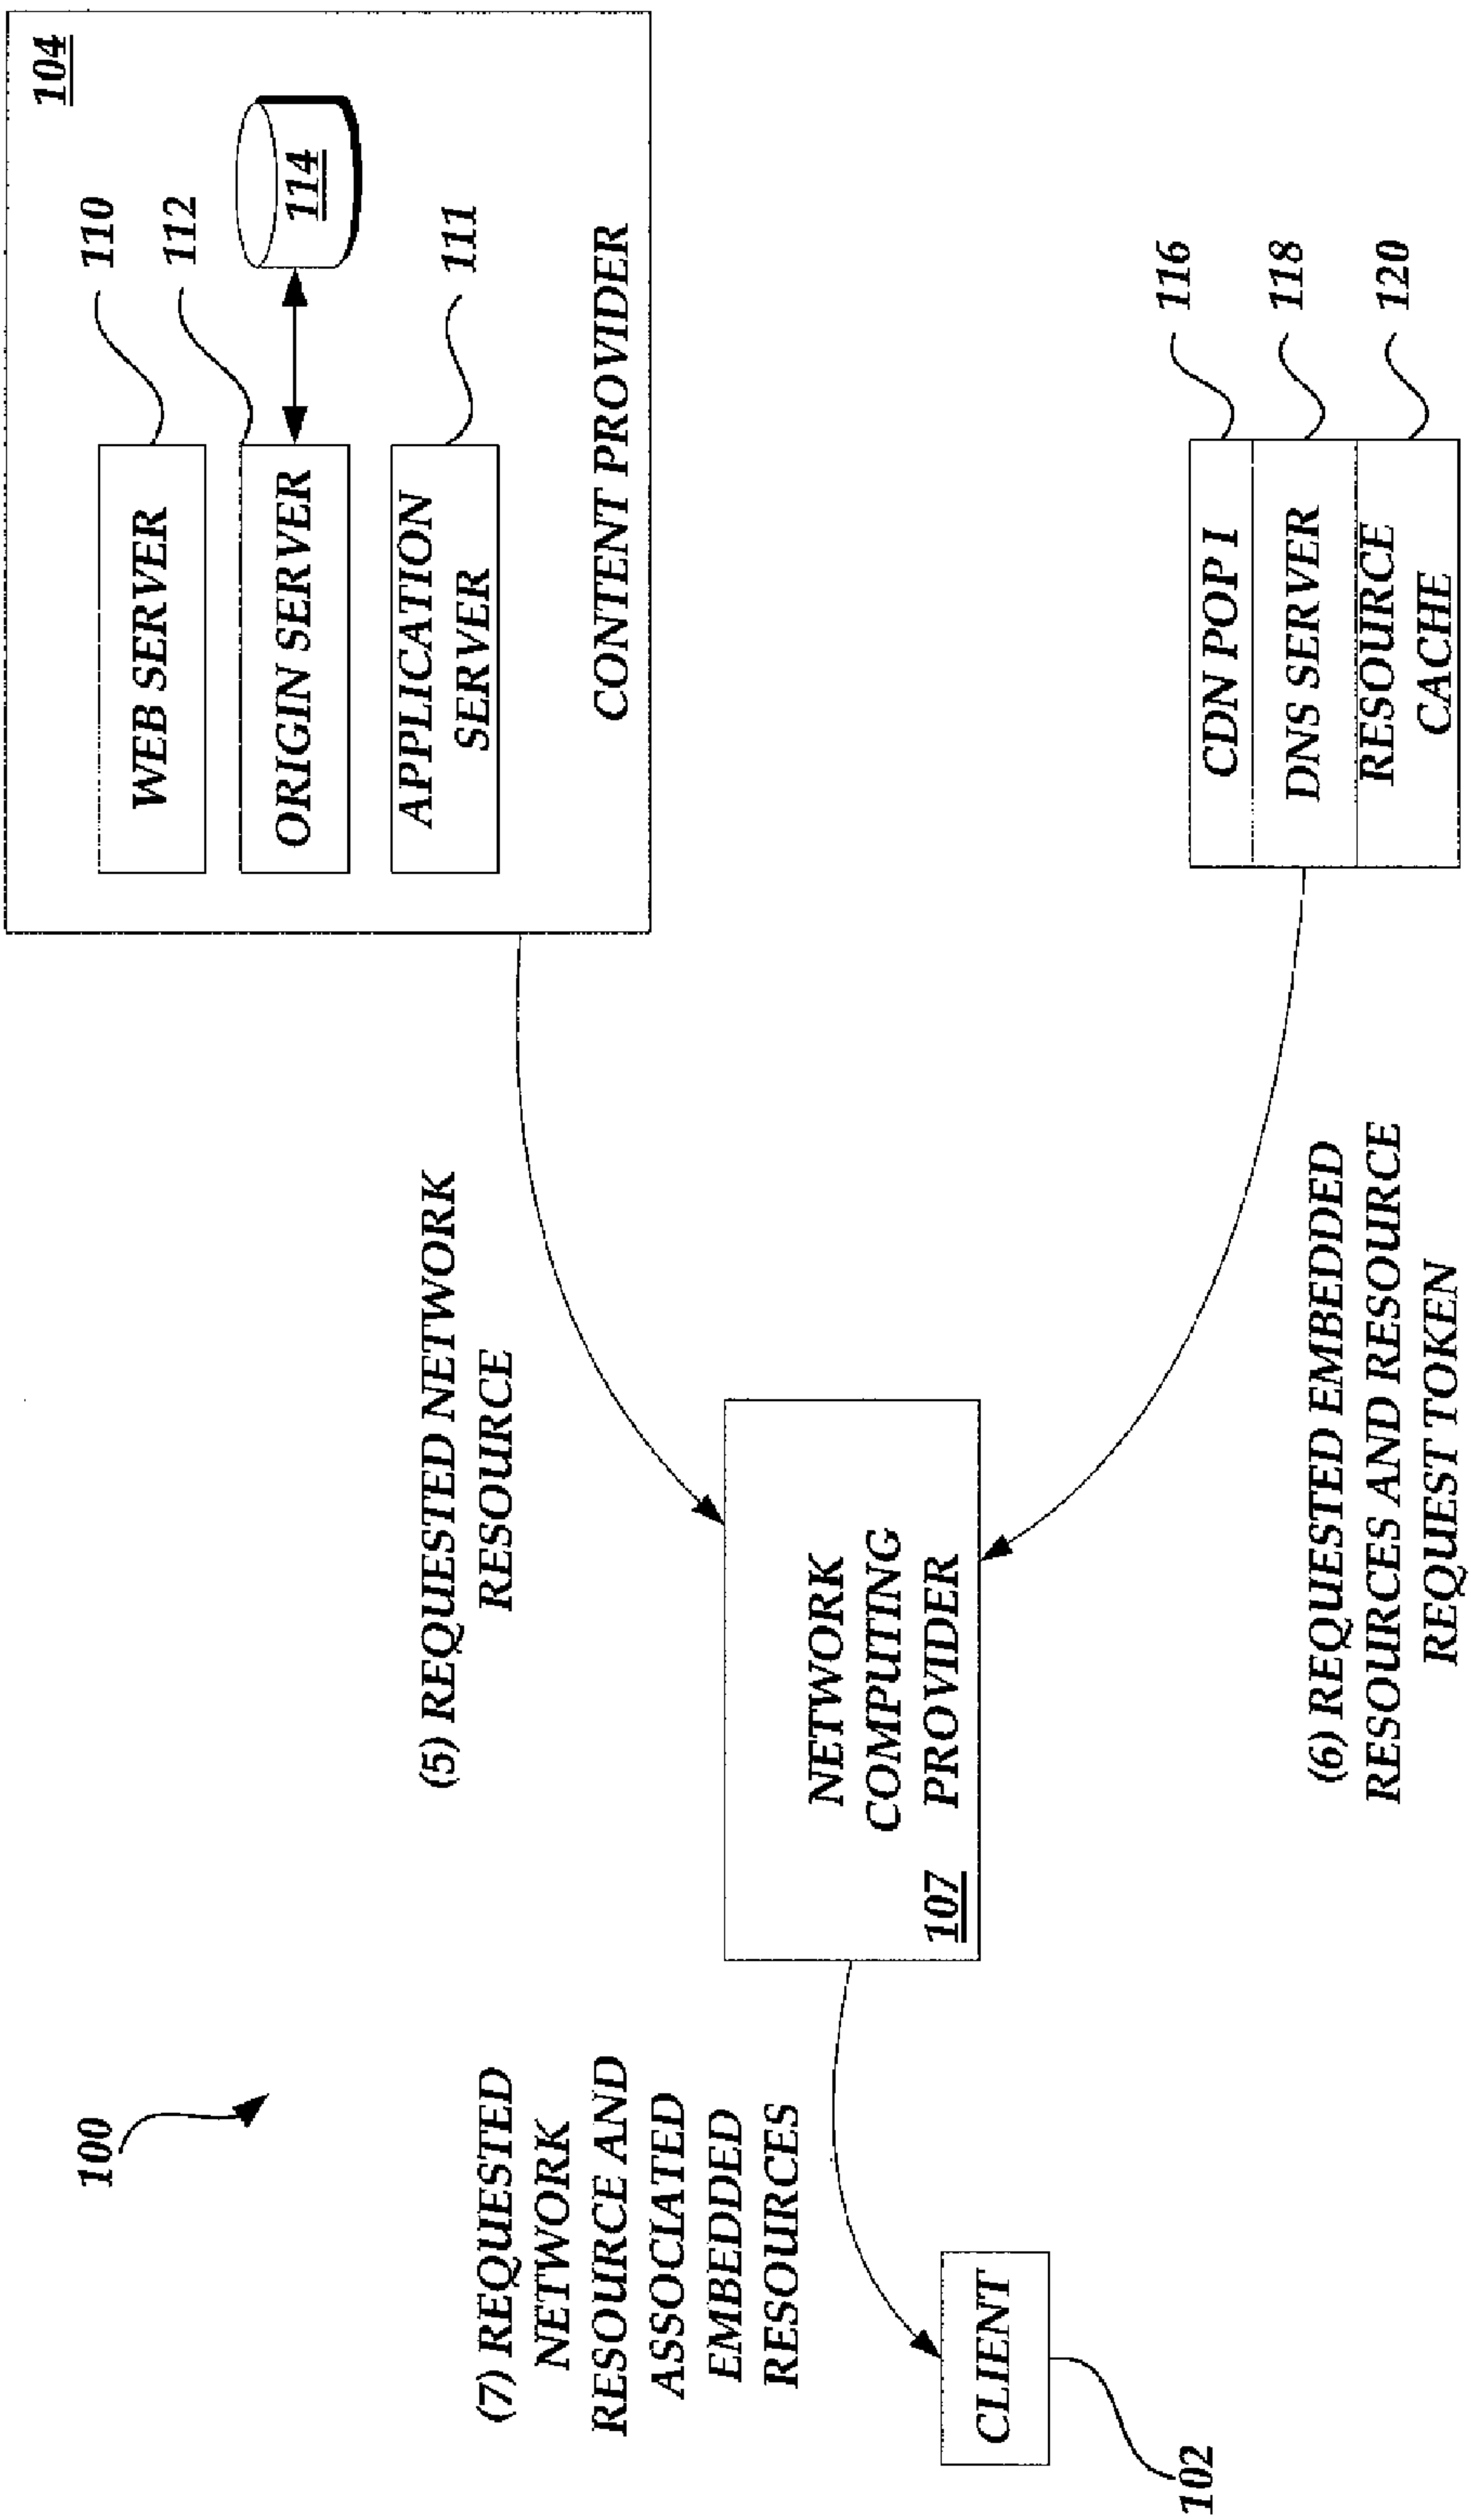 100
104
WEB SERVER
110
ORIGIN SERVER
112
114
APPLICATION
SERVER
111
CONTENT PROVIDER
(5) REQUESTED NETWORK
RESOURCE
(7) REQUESTED
NETWORK
RESOURCE AND
ASSOCIATED
EMBEDDED
RESOURCES
NETWORK
COMPUTING
PROVIDER
107
CLIENT
102
CDN POP I
116
DNS SERVER
118
RESOURCE
CACHE
120
(6) REQUESTED EMBEDDED
RESOURCES AND RESOURCE
REQUEST TOKEN